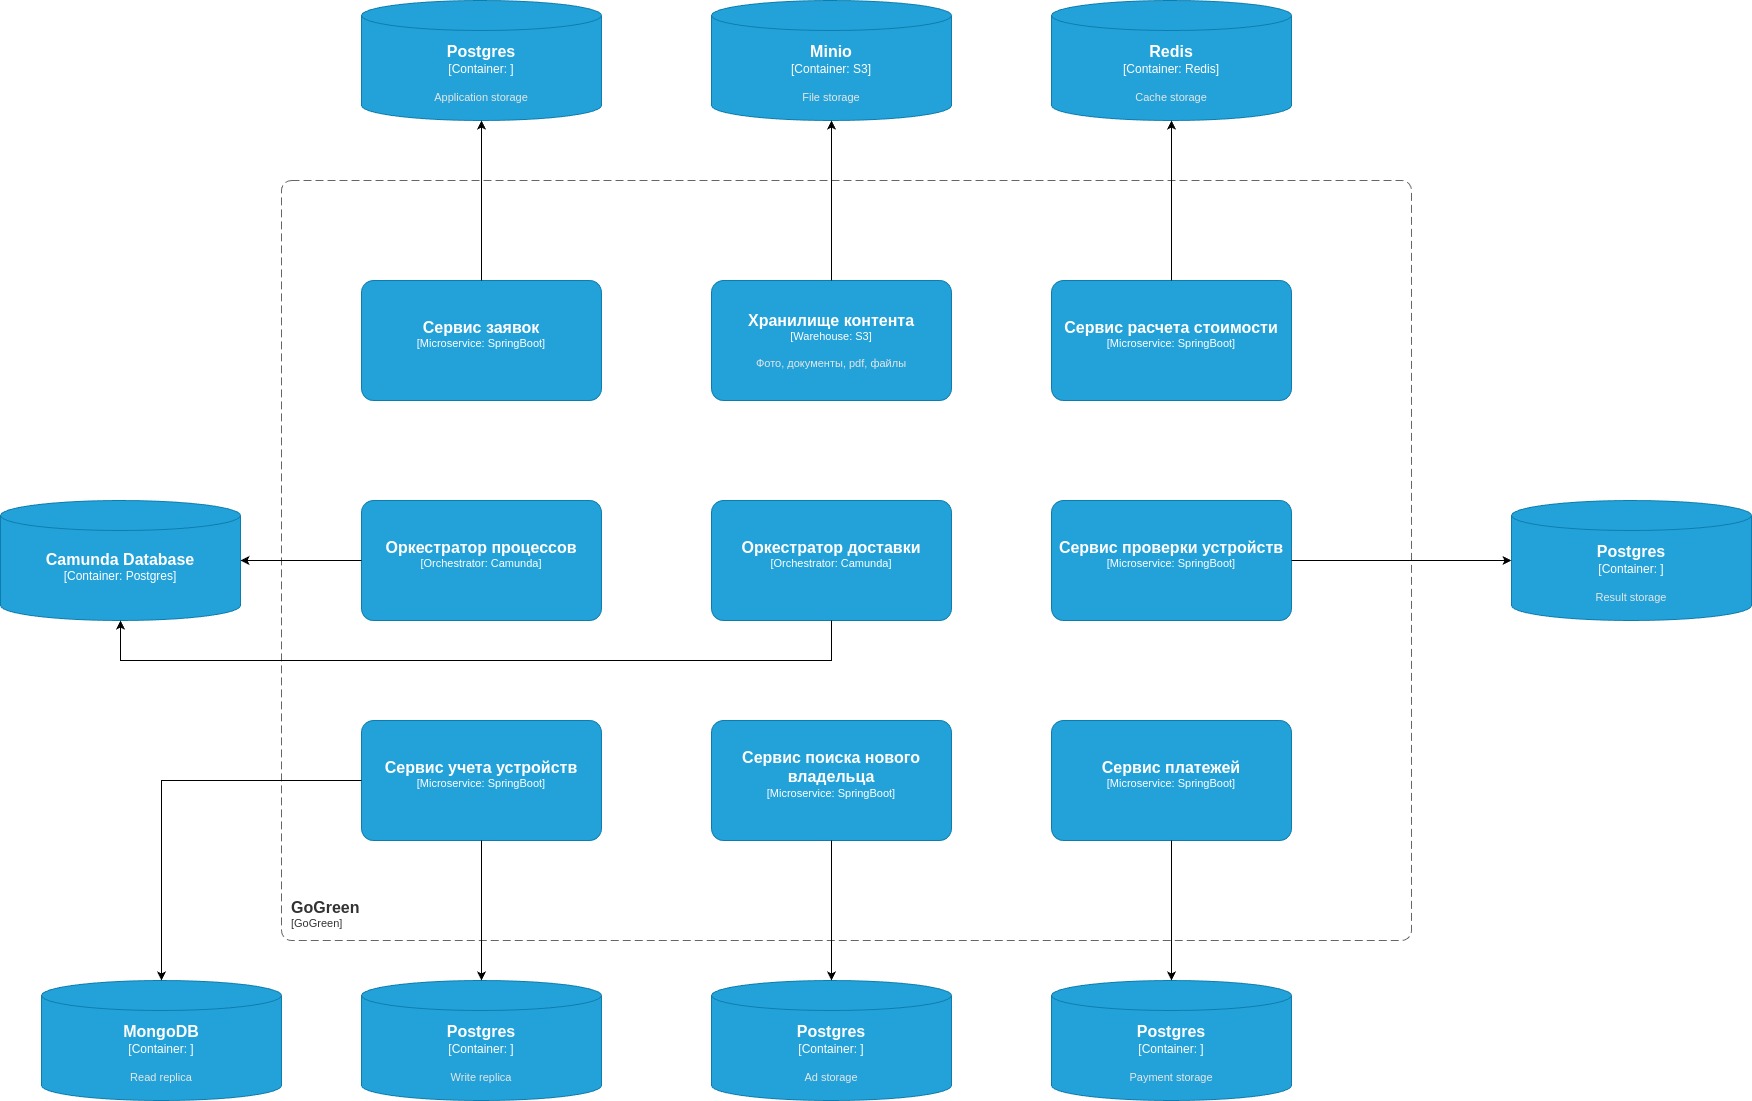 Postgres
[Container: ]
Application storage
Minio
[Container: S3]
File storage
Redis
[Container: Redis]
Cache storage
Сервис заявок
[Microservice: SpringBoot]
Хранилище контента
[Warehouse: S3]
Фото, документы, pdf, файлы
Сервис расчета стоимости
[Microservice: SpringBoot]
Camunda Database
[Container: Postgres]
Оркестратор процессов
[Orchestrator: Camunda]
Оркестратор доставки
[Orchestrator: Camunda]
Сервис проверки устройств
[Microservice: SpringBoot]
Postgres
[Container: ]
Result storage
Сервис учета устройств
[Microservice: SpringBoot]
Сервис поиска нового
владельца
[Microservice: SpringBoot]
Сервис платежей
[Microservice: SpringBoot]
GoGreen
[GoGreen]
MongoDB
[Container: ]
Read replica
Postgres
[Container: ]
Write replica
Postgres
[Container: ]
Ad storage
Postgres
[Container: ]
Payment storage